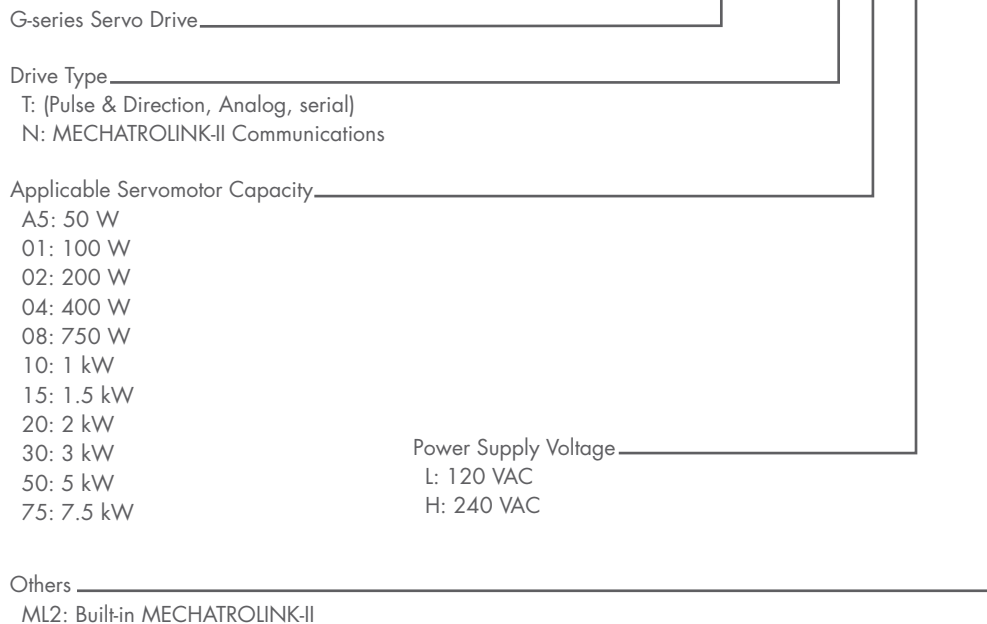 G-series Servo Drive
Drive Type
T: (Pulse & Direction, Analog, serial)
N: MECHATROLINK-II Communications
Applicable Servomotor Capacity
A5: 50 W
01: 100 W
02: 200 W
04: 400 W
08: 750 W
10: 1 kW
15: 1.5 kW
20: 2 kW
30: 3 kW
50: 5 kW
75: 7.5 kW
Power Supply Voltage
L: 120 VAC
H: 240 VAC
Others
ML2: Built-in MECHATROLINK-II